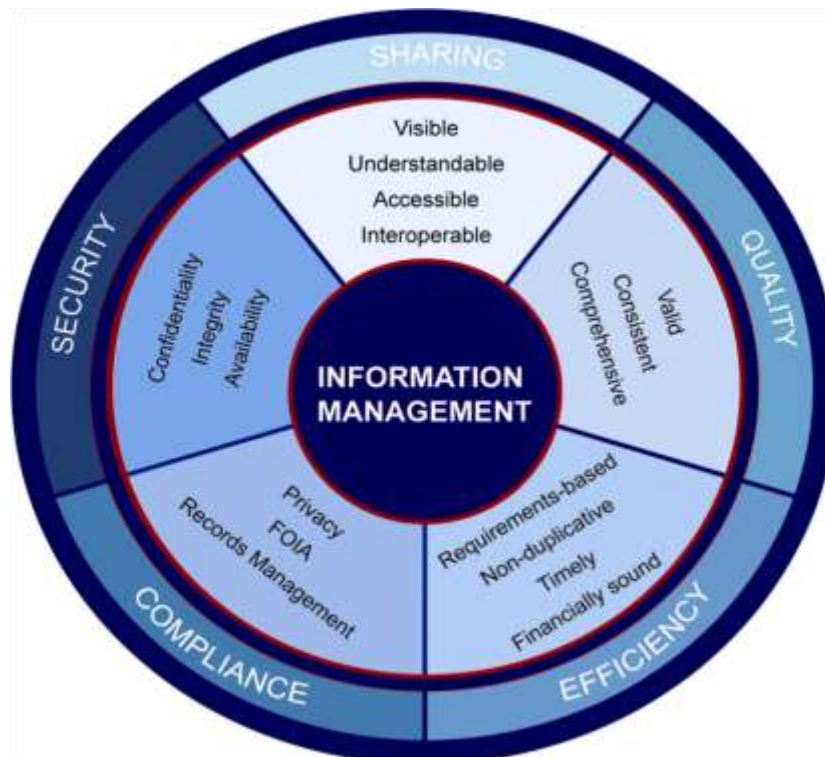 SHARING
Visible
Understandable
Accessible
Interoperable
QUALITY
Valid
Consistent
Comprehensive
EFFICIENCY
Requirements-based
Non-duplicative
Timely
Financially sound
COMPLIANCE
Privacy
FOIA
Records Management
SECURITY
Confidentiality
Integrity
Availability
INFORMATION
MANAGEMENT